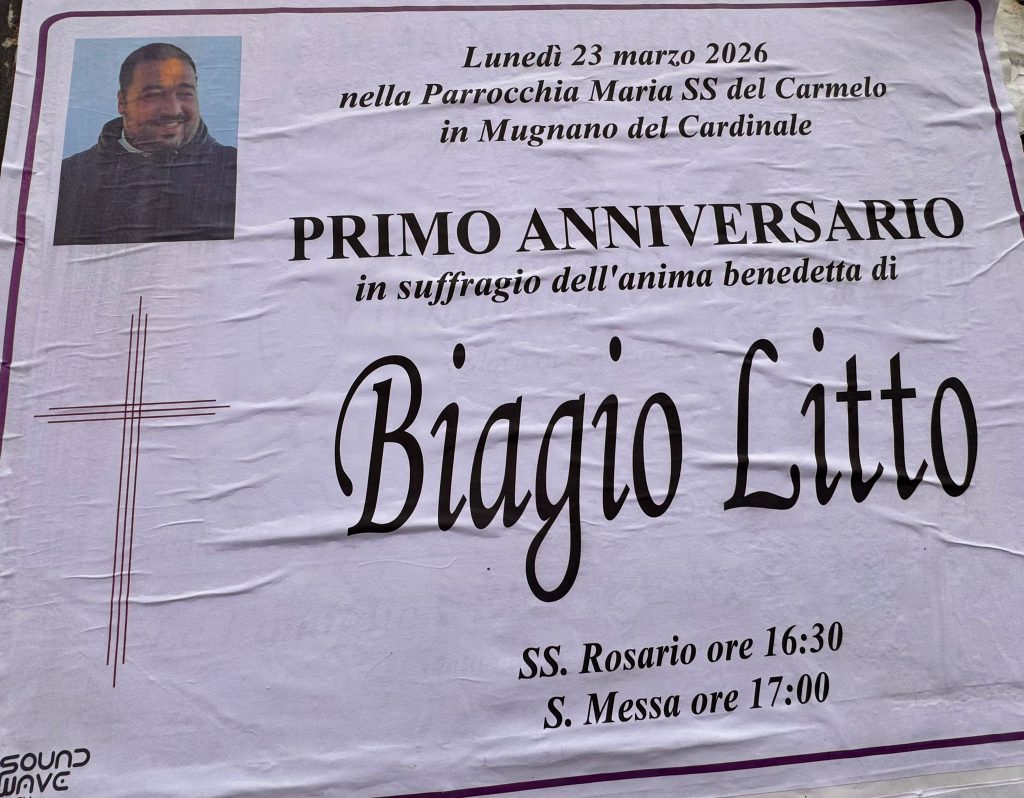 Lunedì 23 marzo 2026
nella Parrocchia Maria SS del Carmelo
in Mugnano del Cardinale
PRIMO ANNIVERSARIO
in suffragio dell'anima benedetta di
Biagio Litto
SS. Rosario ore 16:30
S. Messa ore 17:00
SOUND
WAVE